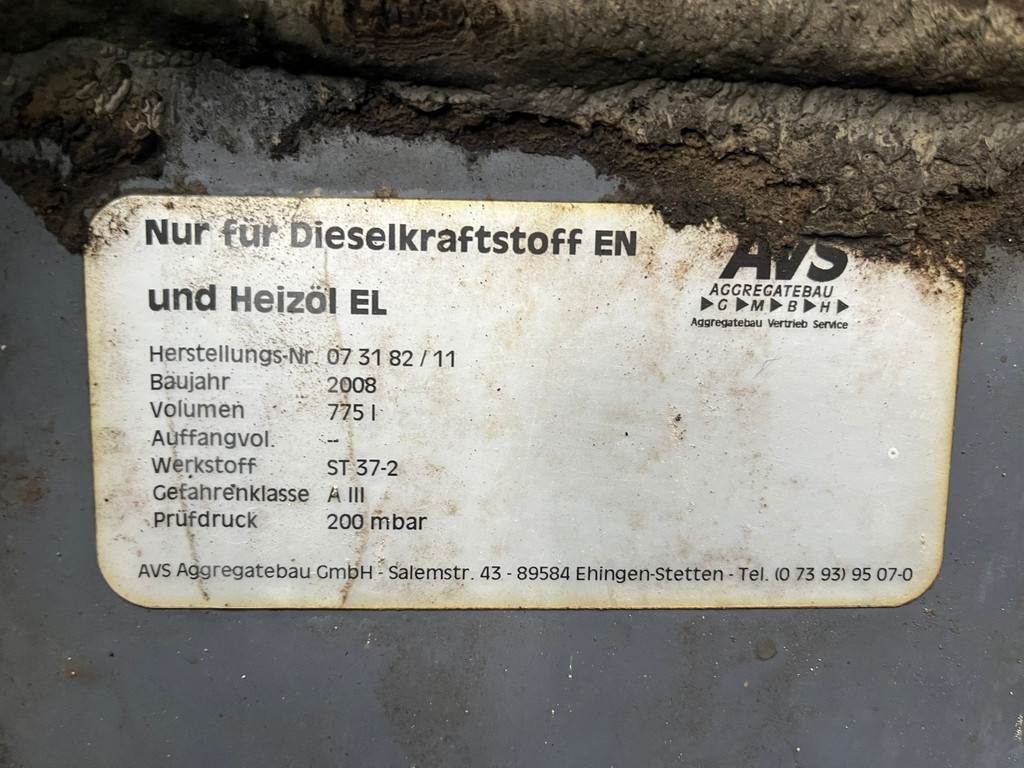 Nur für Dieselkraftstoff EN
und Heizöl EL
AVS
AGGREGATEBAU
G M B H
Aggregatebau Vertrieb Service
Herstellungs-Nr. 07 31 82 / 11
Baujahr 2008
Volumen 775 l
Auffangvol. --
Werkstoff ST 37-2
Gefahrenklasse A III
Prüfdruck 200 mbar
AVS Aggregatebau GmbH - Salemstr. 43 - 89584 Ehingen-Stetten - Tel. (0 73 93) 95 07-0